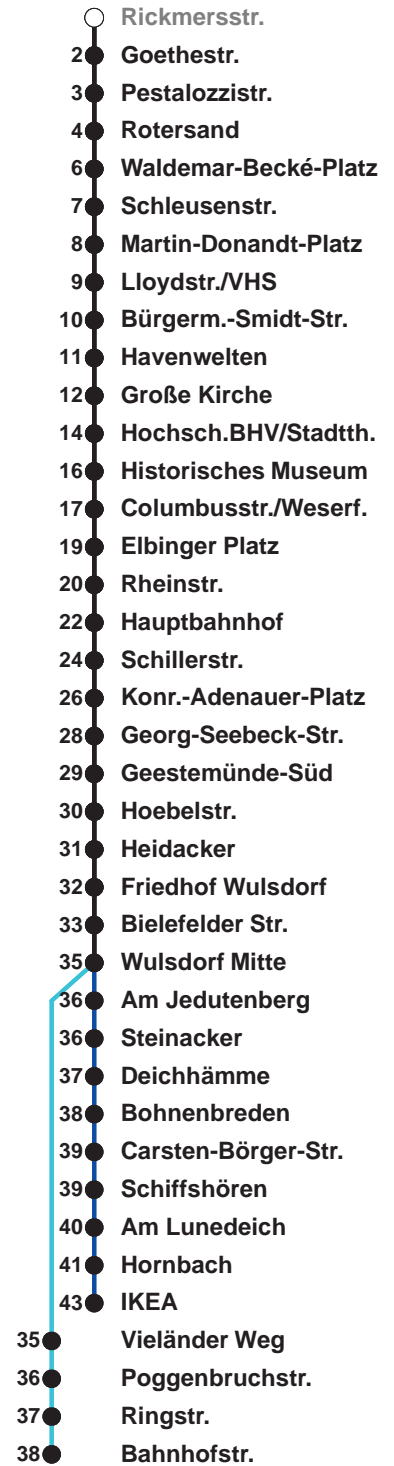 Rickmersstr.
2 Goethestr.
3 Pestalozzistr.
4 Rotersand
6 Waldemar-Becké-Platz
7 Schleusenstr.
8 Martin-Donandt-Platz
9 Lloydstr./VHS
10 Bürgerm.-Smidt-Str.
11 Havenwelten
12 Große Kirche
14 Hochsch.BHV/Stadtth.
16 Historisches Museum
17 Columbusstr./Weserf.
19 Elbinger Platz
20 Rheinstr.
22 Hauptbahnhof
24 Schillerstr.
26 Konr.-Adenauer-Platz
28 Georg-Seebeck-Str.
29 Geestemünde-Süd
30 Hoebelstr.
31 Heidacker
32 Friedhof Wulsdorf
33 Bielefelder Str.
35 Wulsdorf Mitte
36 Am Jedutenberg
36 Steinacker
37 Deichhämme
38 Bohnenbreden
39 Carsten-Börger-Str.
39 Schiffshören
40 Am Lunedeich
41 Hornbach
43 IKEA
35 Vieländer Weg
36 Poggenbruchstr.
37 Ringstr.
38 Bahnhofstr.